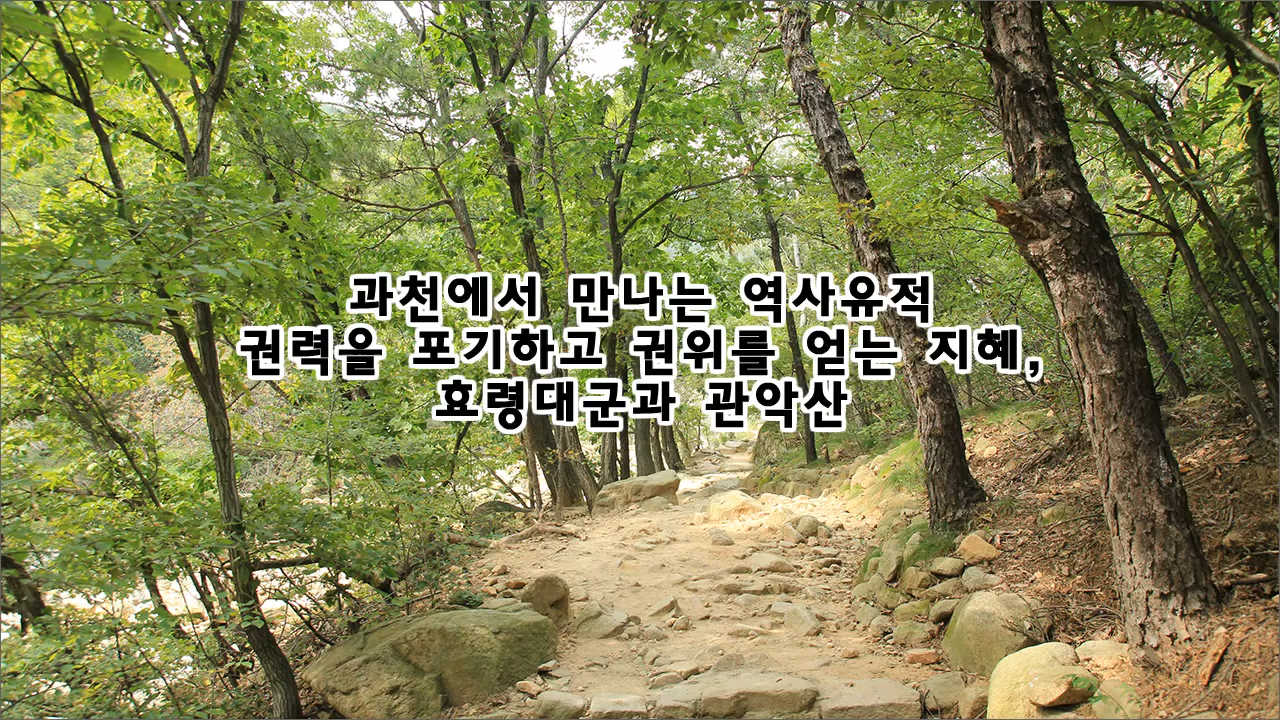 과천에서 만나는 역사유적
권력을 포기하고 권위를 얻는 지혜,
효령대군과 관악산